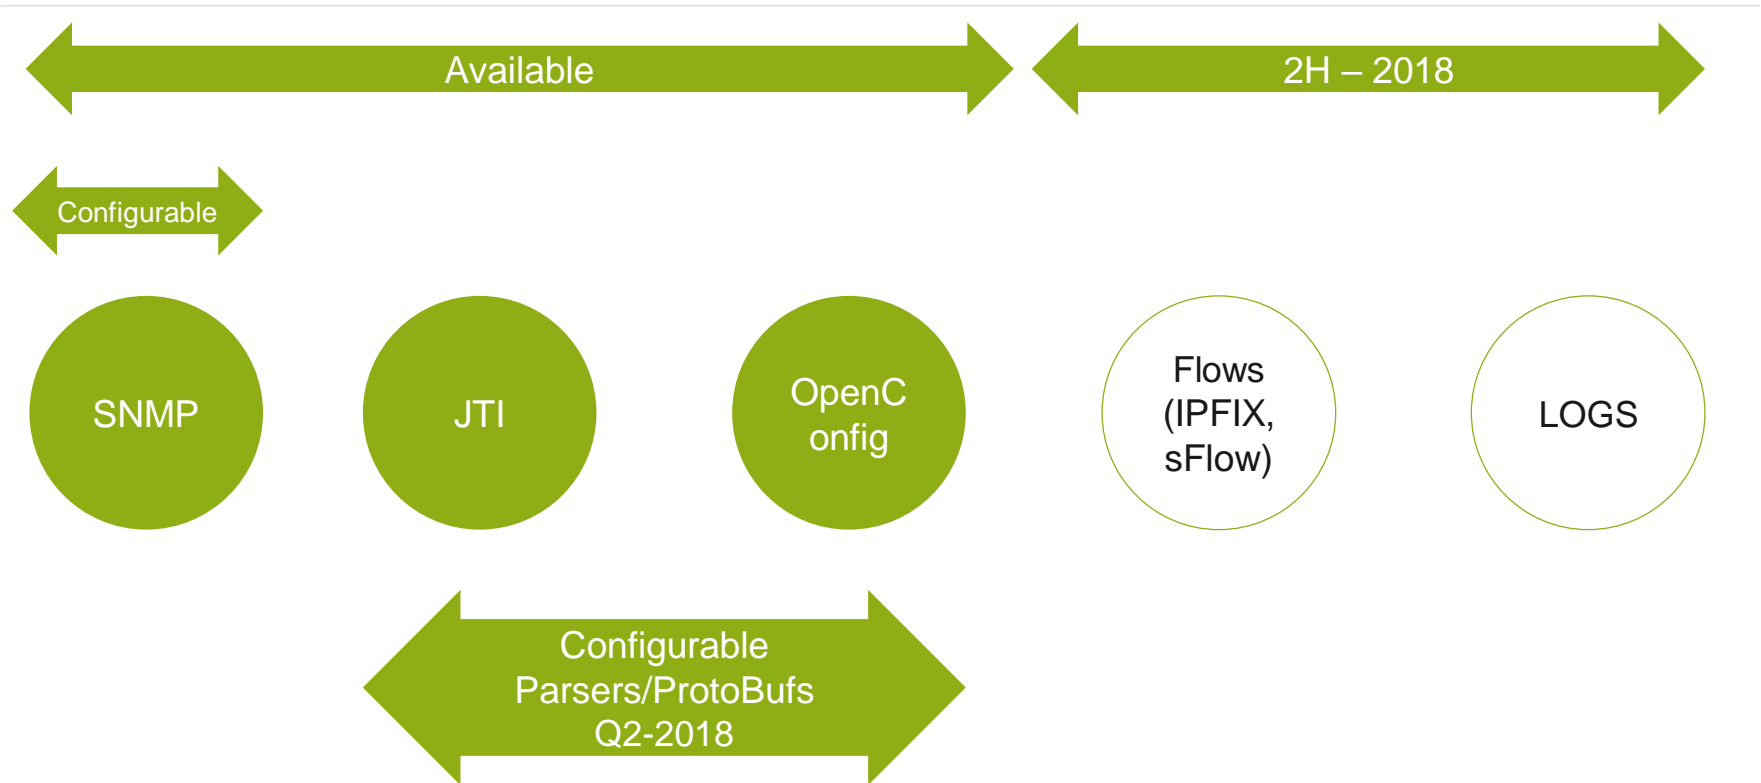 Available
2H – 2018
Configurable
SNMP
JTI
OpenC
onfig
Flows
(IPFIX,
sFlow)
LOGS
Configurable
Parsers/ProtoBufs
Q2-2018